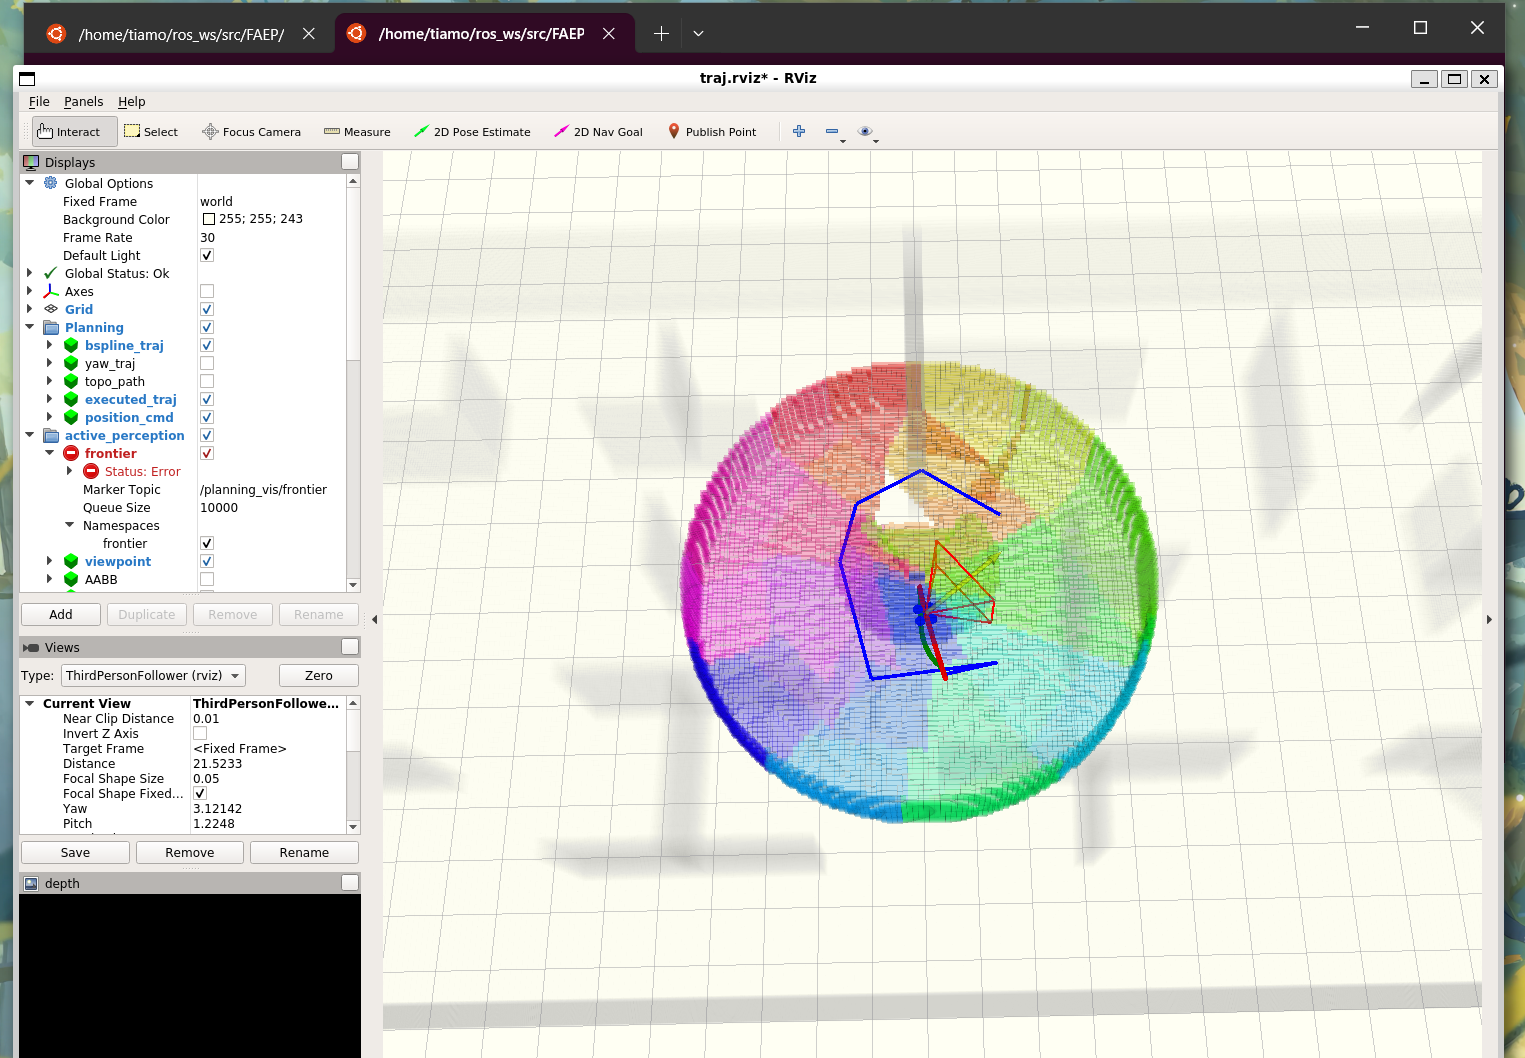 /home/tiamo/ros_ws/src/FAEP/
/home/tiamo/ros_ws/src/FAEP
traj.rviz* - RViz
File Panels Help
Interact Select Focus Camera Measure 2D Pose Estimate 2D Nav Goal Publish Point
Displays
Global Options
Fixed Frame world
Background Color 255; 255; 243
Frame Rate 30
Default Light
Global Status: Ok
Axes
Grid
Planning
bspline_traj
yaw_traj
topo_path
executed_traj
position_cmd
active_perception
frontier
Status: Error
Marker Topic /planning_vis/frontier
Queue Size 10000
Namespaces
frontier
viewpoint
AABB
Add Duplicate Remove Rename
Views
Type: ThirdPersonFollower (rviz) Zero
Current View ThirdPersonFollowe...
Near Clip Distance 0.01
Invert Z Axis
Target Frame <Fixed Frame>
Distance 21.5233
Focal Shape Size 0.05
Focal Shape Fixed...
Yaw 3.12142
Pitch 1.2248
Save Remove Rename
depth